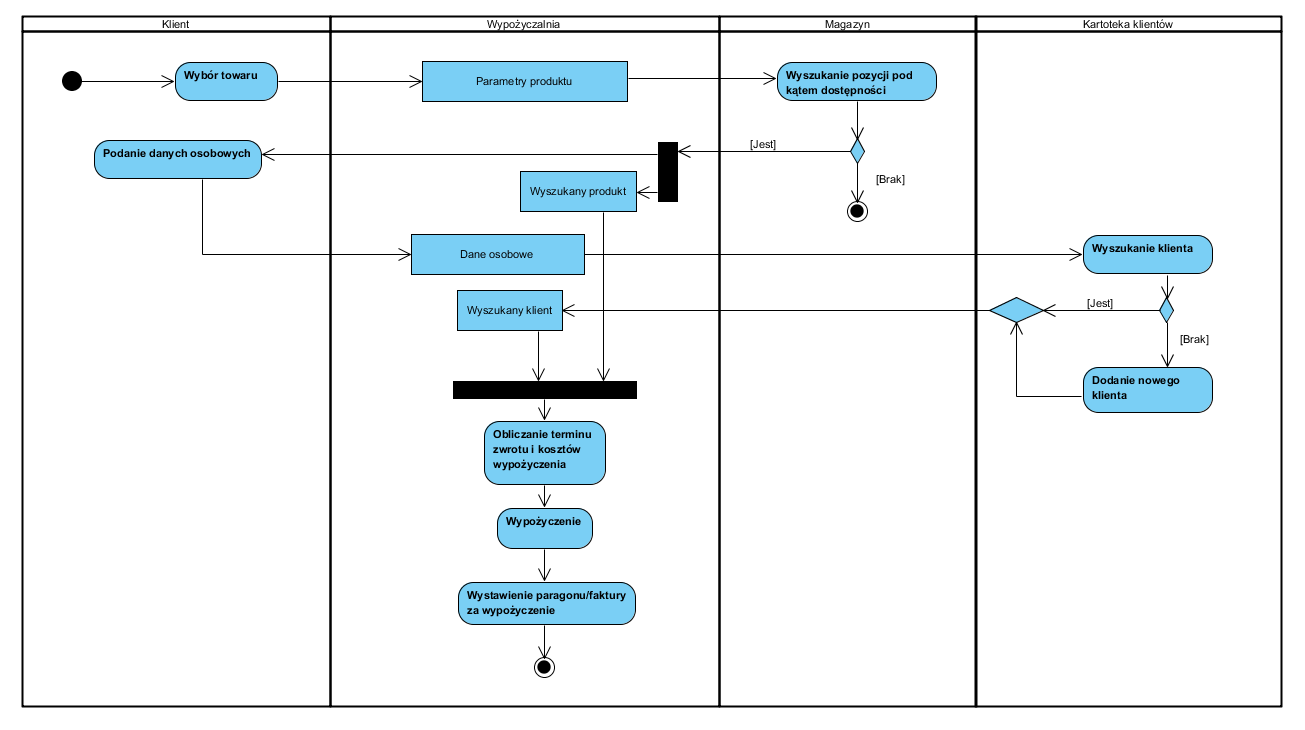 Klient
Wypożyczalnia
Magazyn
Kartoteka klientów
Wybór towaru
Parametry produktu
Wyszukanie pozycji pod
kątem dostępności
Podanie danych osobowych
[Jest]
[Brak]
Wyszukany produkt
Dane osobowe
Wyszukanie klienta
Wyszukany klient
[Jest]
[Brak]
Dodanie nowego
klienta
Obliczanie terminu
zwrotu i kosztów
wypożyczenia
Wypożyczenie
Wystawienie paragonu/faktury
za wypożyczenie